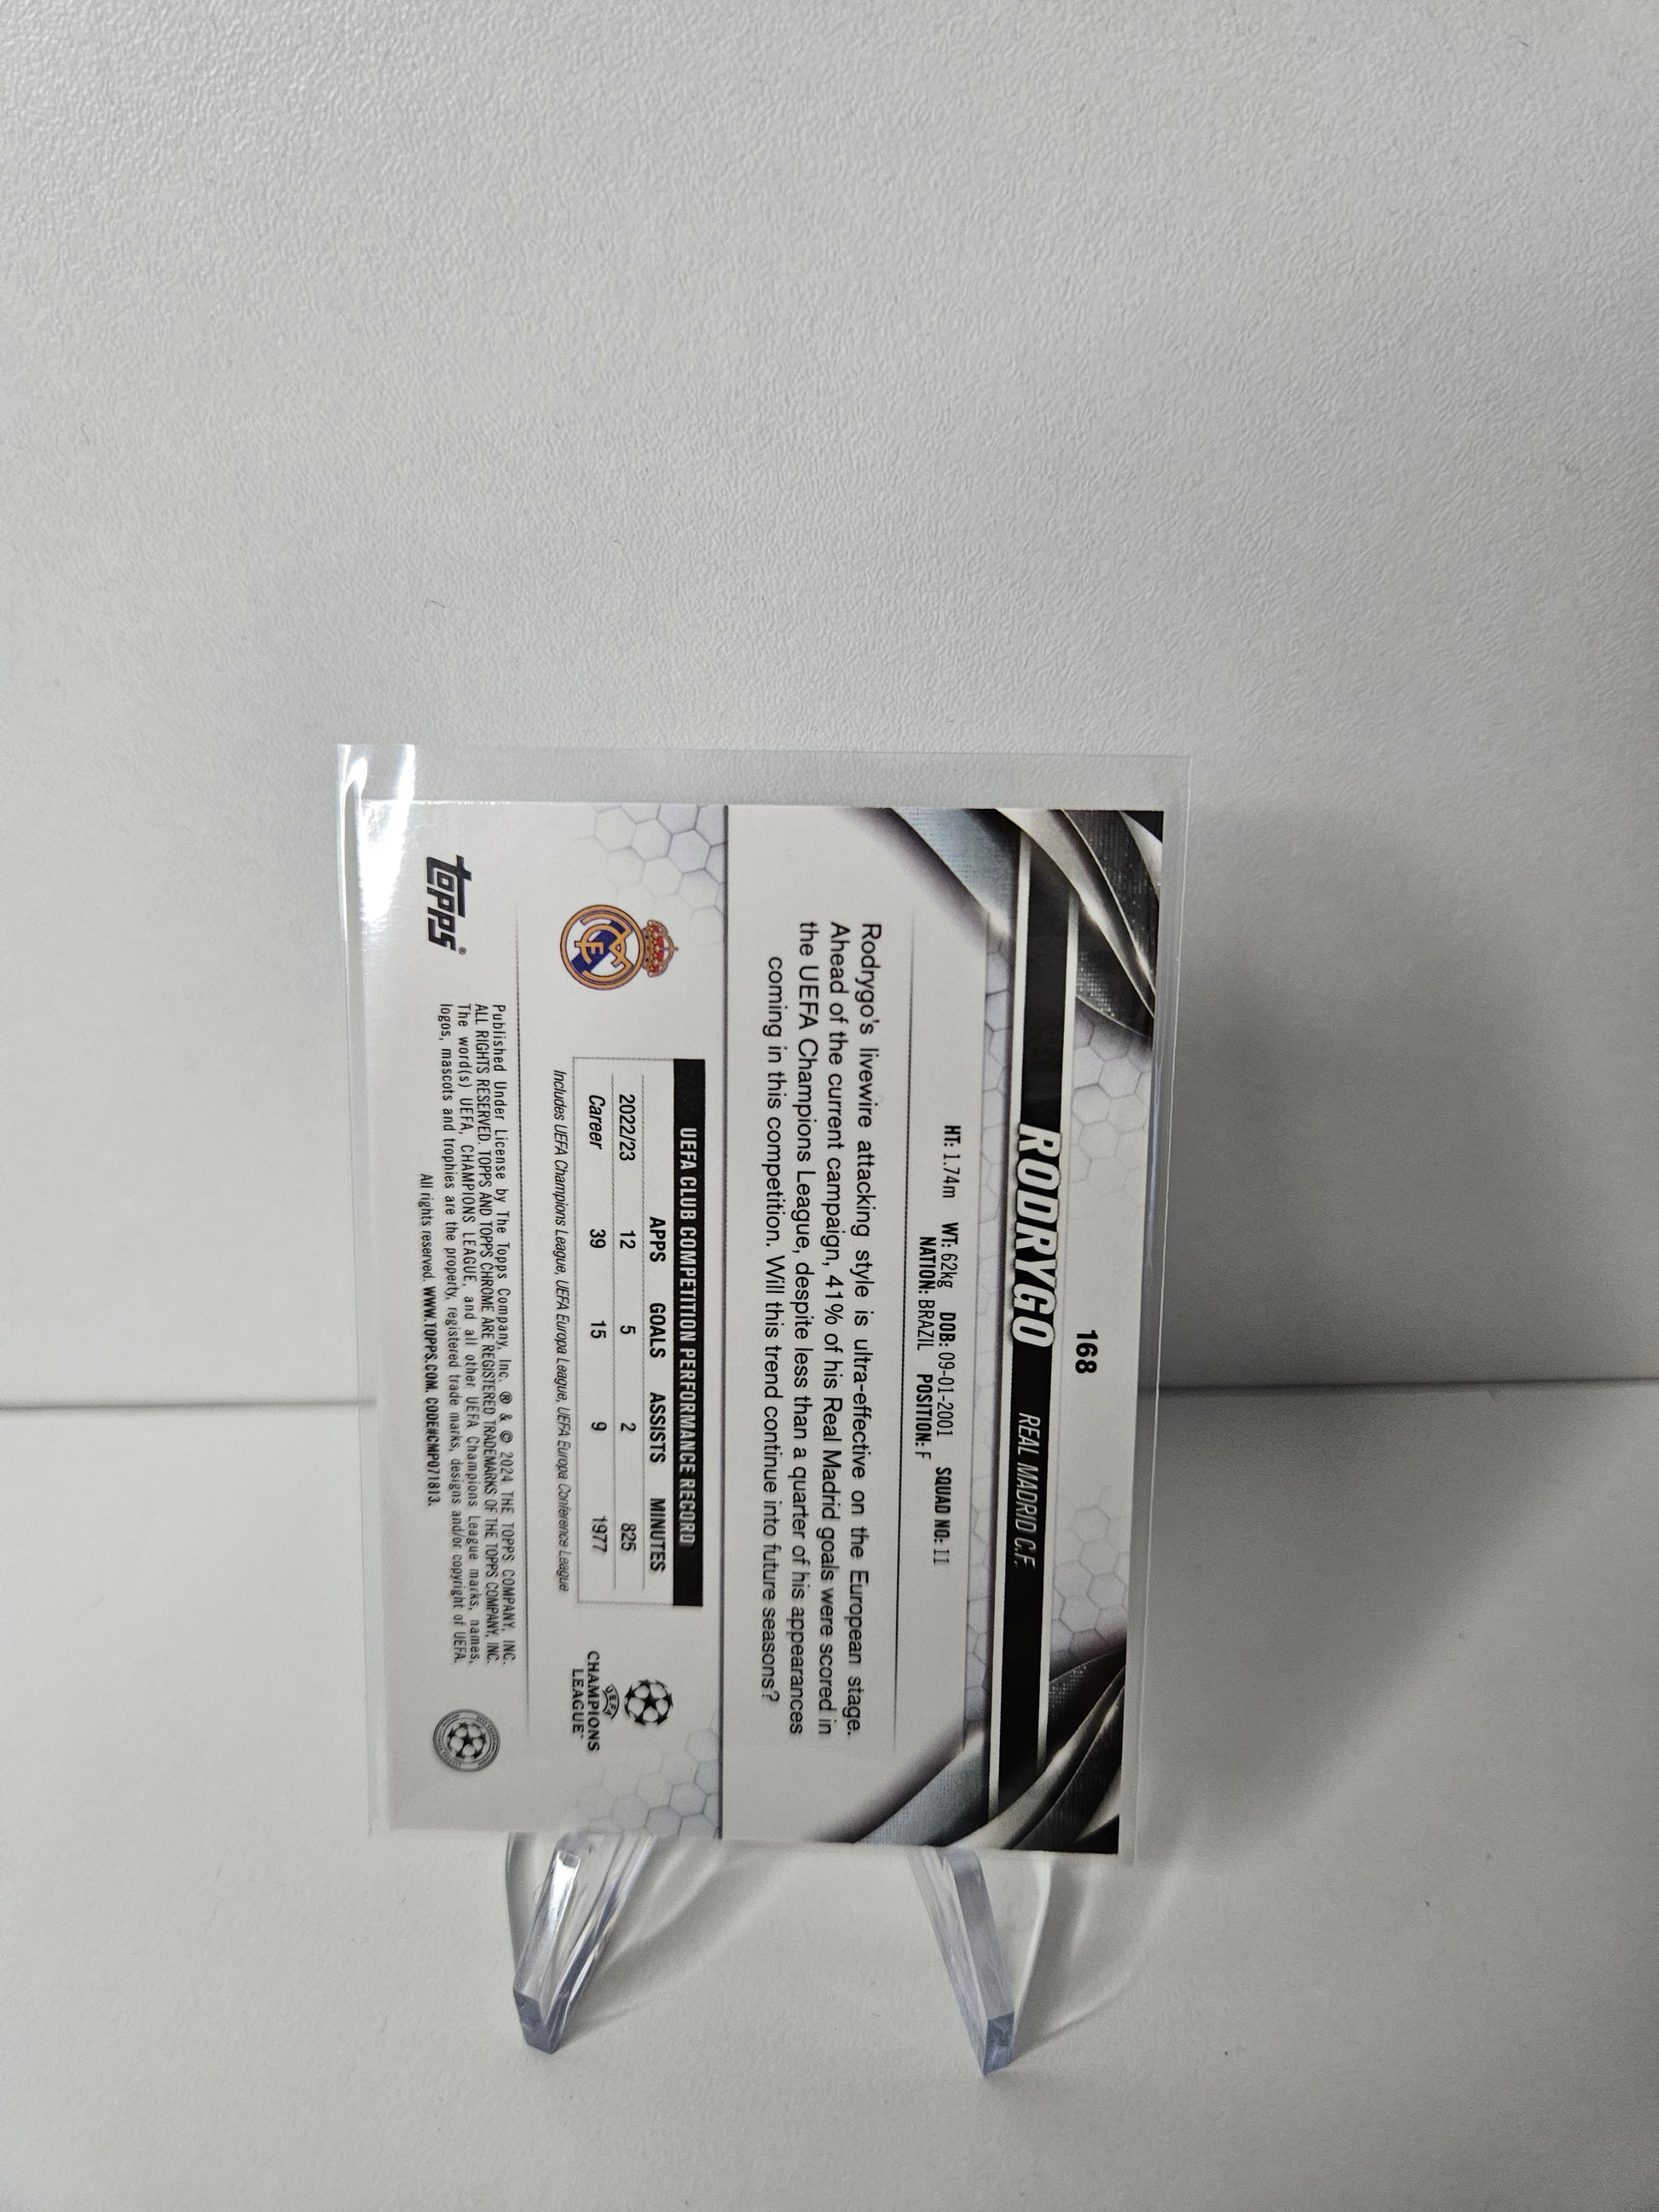 168
RODRYGO REAL MADRID C.F.
HT: 1.74m WT: 62kg DOB: 09-01-2001 SQUAD NO: 11
NATION: BRAZIL POSITION: F
Rodrygo's livewire attacking style is ultra-effective on the European stage.
Ahead of the current campaign, 41% of his Real Madrid goals were scored in
the UEFA Champions League, despite less than a quarter of his appearances
coming in this competition. Will this trend continue into future seasons?
UEFA CLUB COMPETITION PERFORMANCE RECORD
APPS GOALS ASSISTS MINUTES
2022/23 12 5 2 825
Career 39 15 9 1977
Includes UEFA Champions League, UEFA Europa League, UEFA Europa Conference League
UEFA
CHAMPIONS
LEAGUE
topps®
Published Under License by The Topps Company, Inc. ® & © 2024 THE TOPPS COMPANY, INC.
ALL RIGHTS RESERVED. TOPPS AND TOPPS CHROME ARE REGISTERED TRADEMARKS OF THE TOPPS COMPANY, INC.
The word(s) UEFA, CHAMPIONS LEAGUE, and all other UEFA Champions League marks, names,
logos, mascots and trophies are the property, registered trade marks, designs and/or copyright of UEFA.
All rights reserved. WWW.TOPPS.COM. CODE#CMP071813.